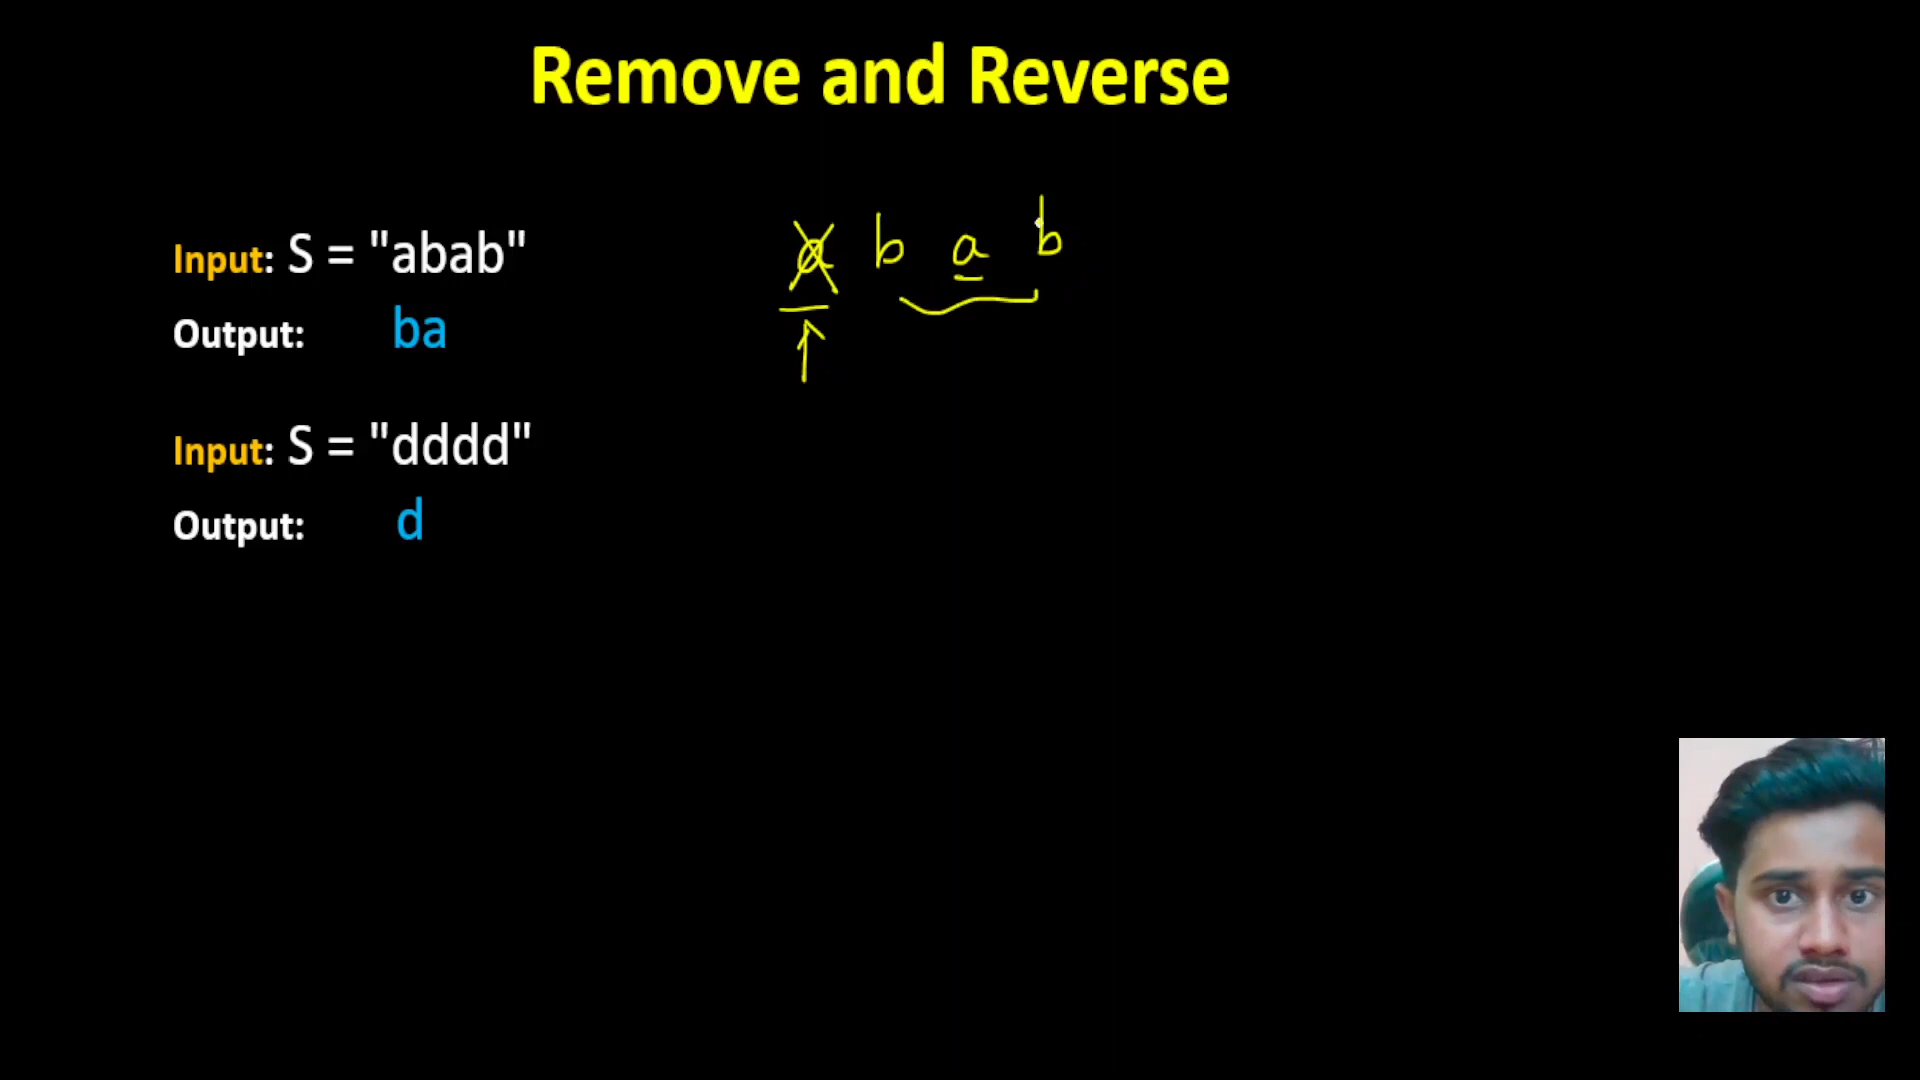 Remove and Reverse
a b a b
Input: S = "abab"
Output: ba
Input: S = "dddd"
Output: d